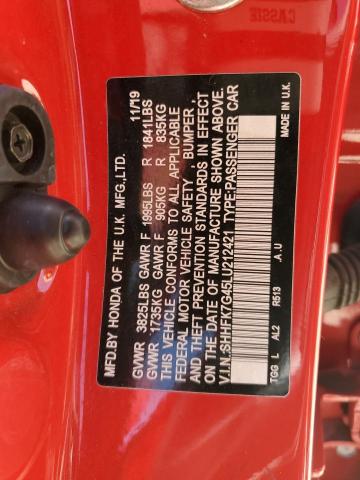 MFD.BY HONDA OF THE U.K. MFG.,LTD. 11/19
GVWR 3825LBS GAWR F 1995LBS R 1841LBS
GVWR 1735KG GAWR F 905KG R 835KG
THIS VEHICLE CONFORMS TO ALL APPLICABLE
FEDERAL MOTOR VEHICLE SAFETY , BUMPER ,
AND THEFT PREVENTION STANDARDS IN EFFECT
ON THE DATE OF MANUFACTURE SHOWN ABOVE.
V.I.N.:SHHFK7G45LU212421 TYPE:PASSENGER CAR
TGG L AL2 R513 .A.U MADE IN U.K.